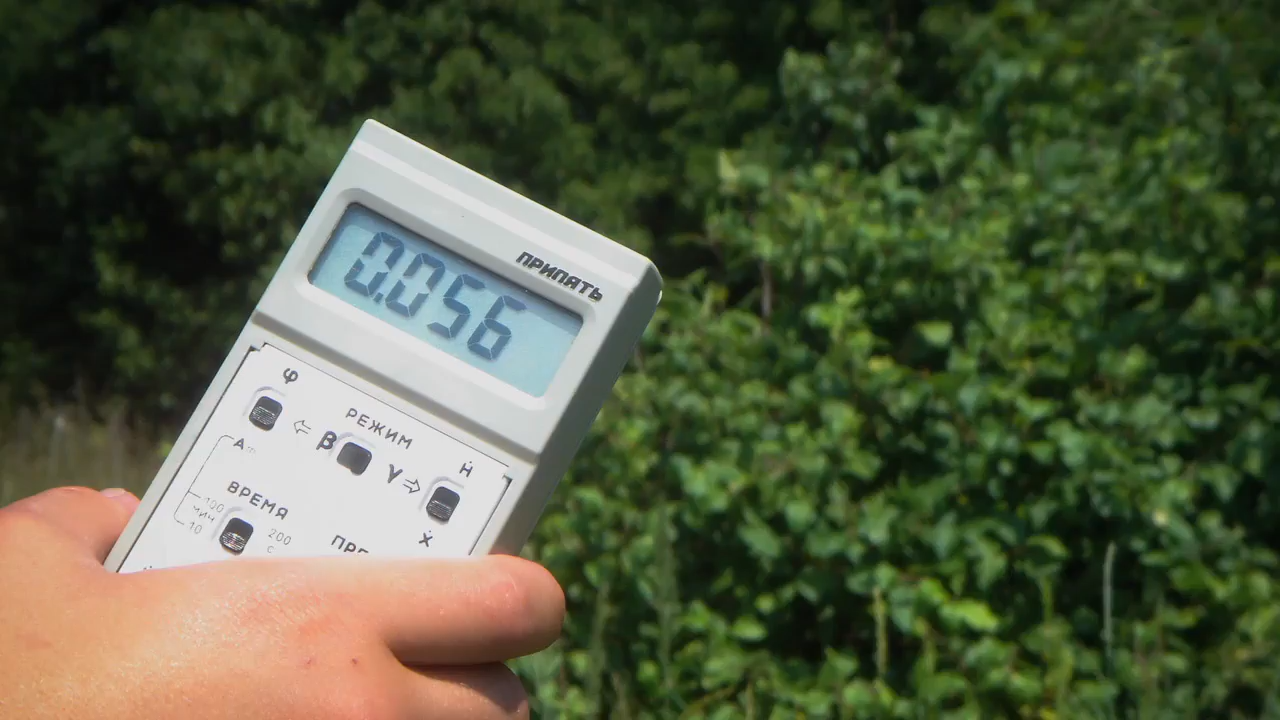 ПРИПЯТЬ
0.056
φ
РЕЖИМ
⇐ β γ ⇒
Ḣ
Ẋ
А
ВРЕМЯ
100
мин
10
200
с